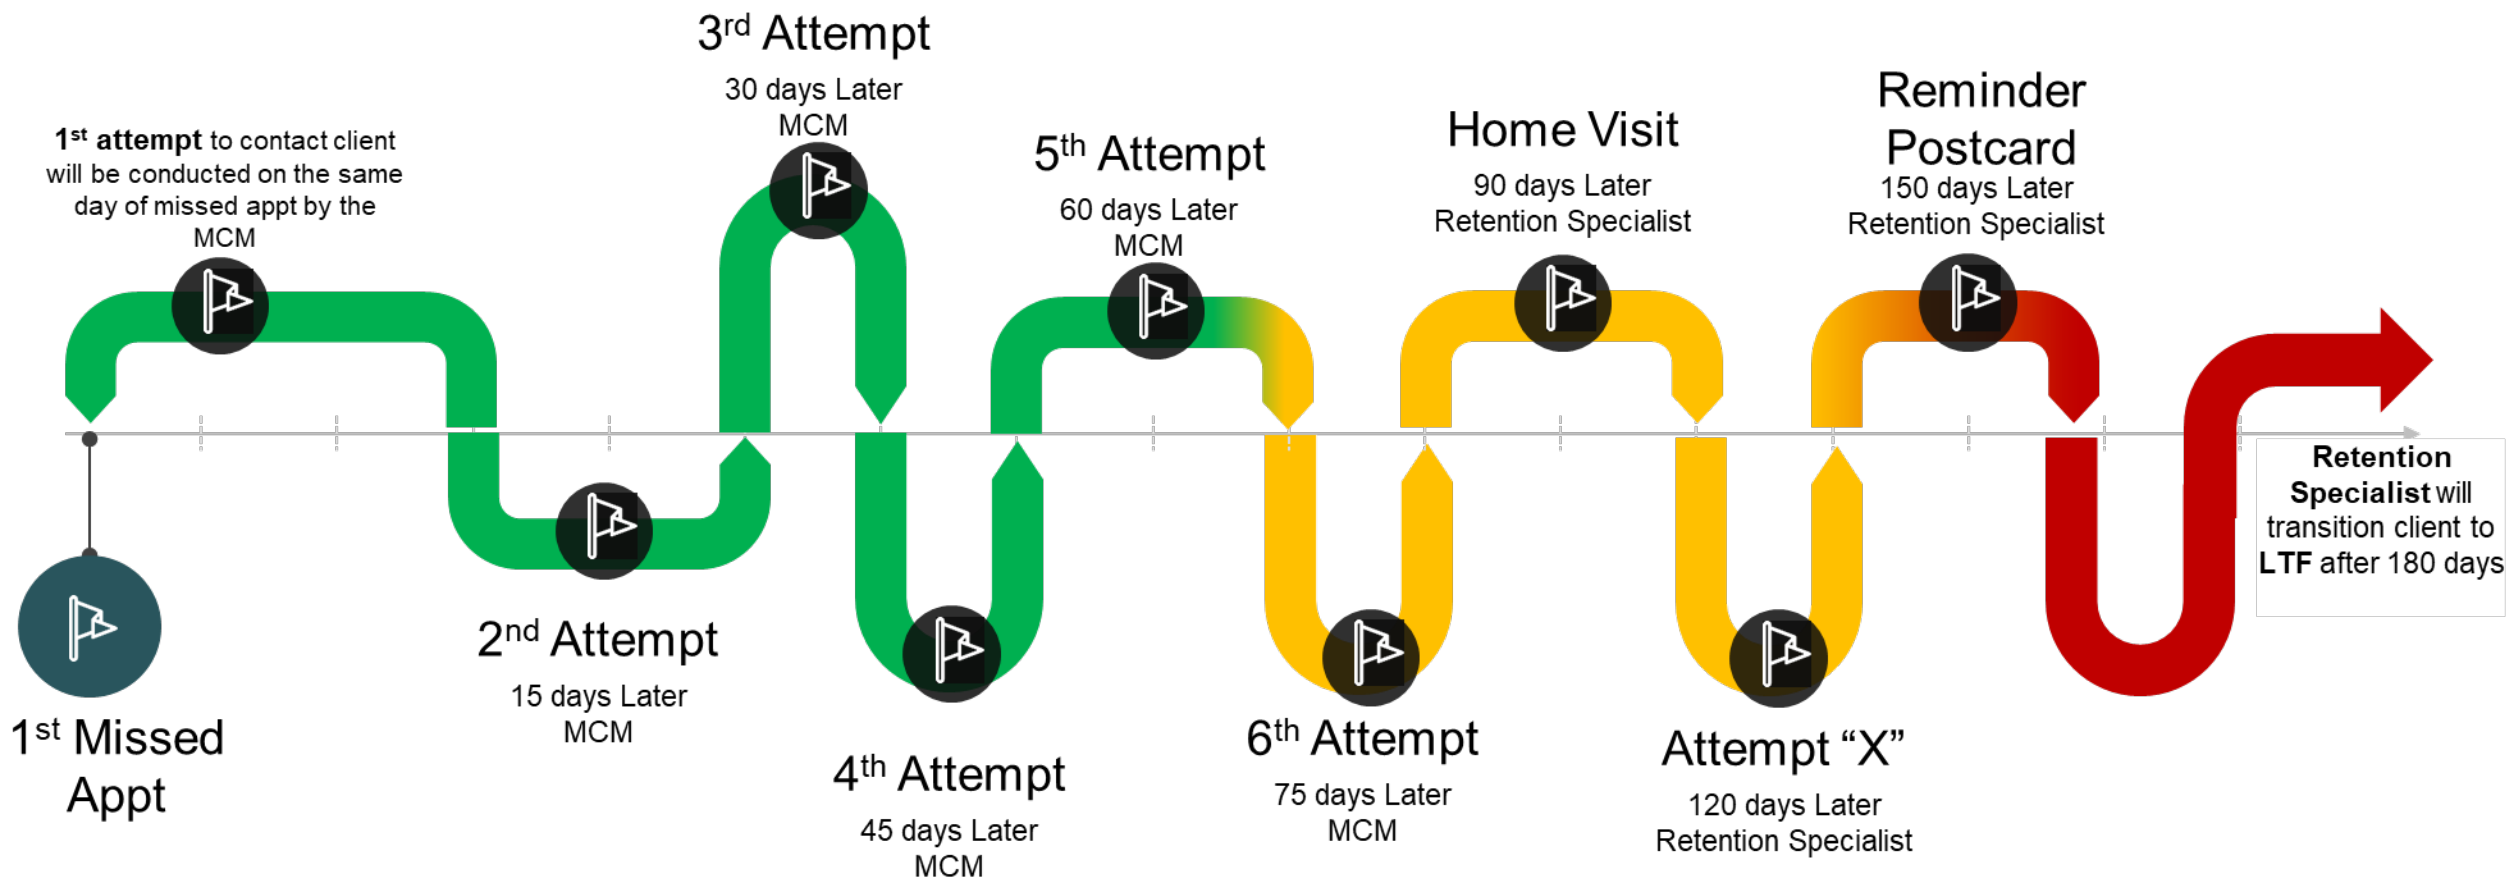 1st attempt to contact client
will be conducted on the same
day of missed appt by the
MCM
1st Missed
Appt
2nd Attempt
15 days Later
MCM
3rd Attempt
30 days Later
MCM
4th Attempt
45 days Later
MCM
5th Attempt
60 days Later
MCM
6th Attempt
75 days Later
MCM
Home Visit
90 days Later
Retention Specialist
Attempt “X”
120 days Later
Retention Specialist
Reminder
Postcard
150 days Later
Retention Specialist
Retention
Specialist will
transition client to
LTF after 180 days